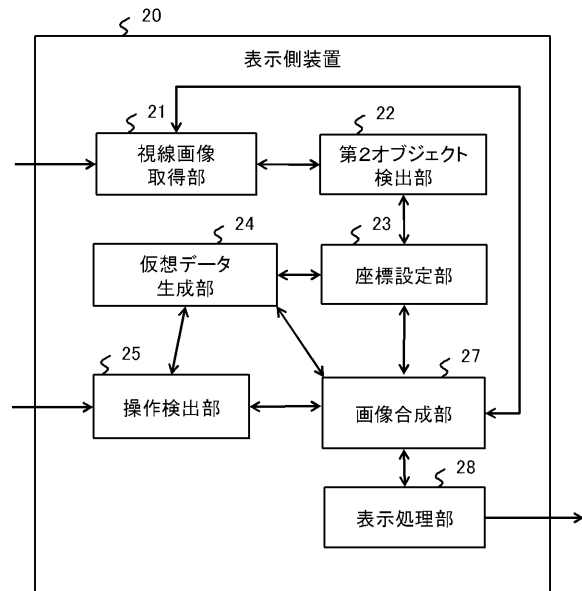 20
表示側装置
21
視線画像
取得部
22
第2オブジェクト
検出部
24
仮想データ
生成部
23
座標設定部
25
操作検出部
27
画像合成部
28
表示処理部